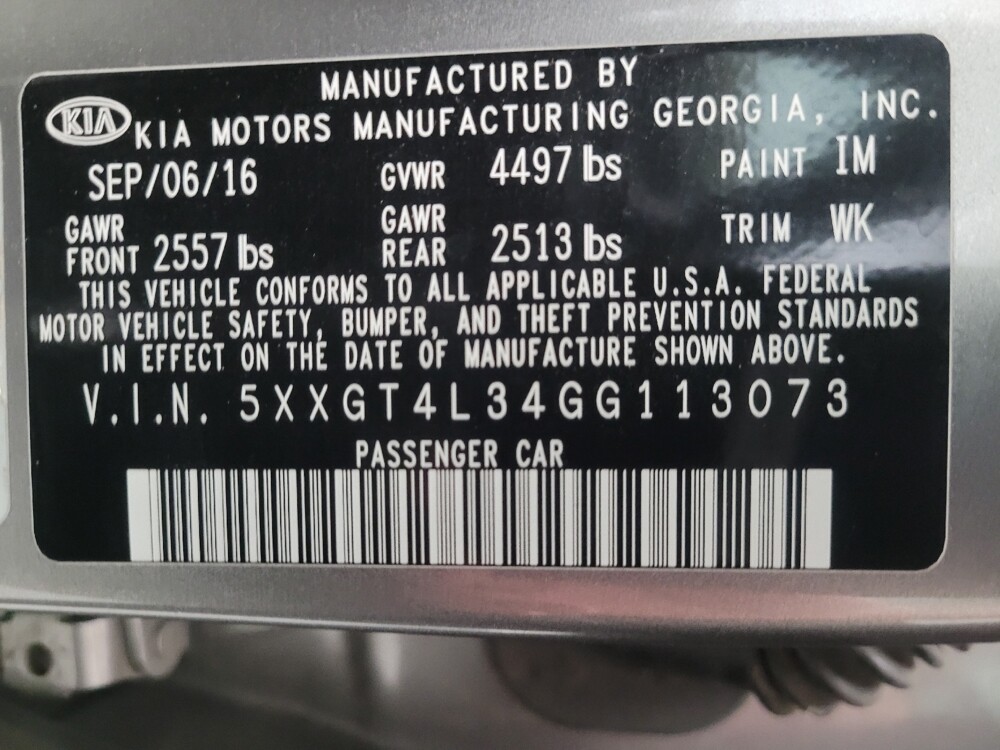 MANUFACTURED BY
KIA KIA MOTORS MANUFACTURING GEORGIA, INC.
SEP/06/16 GVWR 4497 lbs PAINT IM
GAWR FRONT 2557 lbs GAWR REAR 2513 lbs TRIM WK
THIS VEHICLE CONFORMS TO ALL APPLICABLE U.S.A. FEDERAL
MOTOR VEHICLE SAFETY, BUMPER, AND THEFT PREVENTION STANDARDS
IN EFFECT ON THE DATE OF MANUFACTURE SHOWN ABOVE.
V.I.N. 5XXGT4L34GG113073
PASSENGER CAR